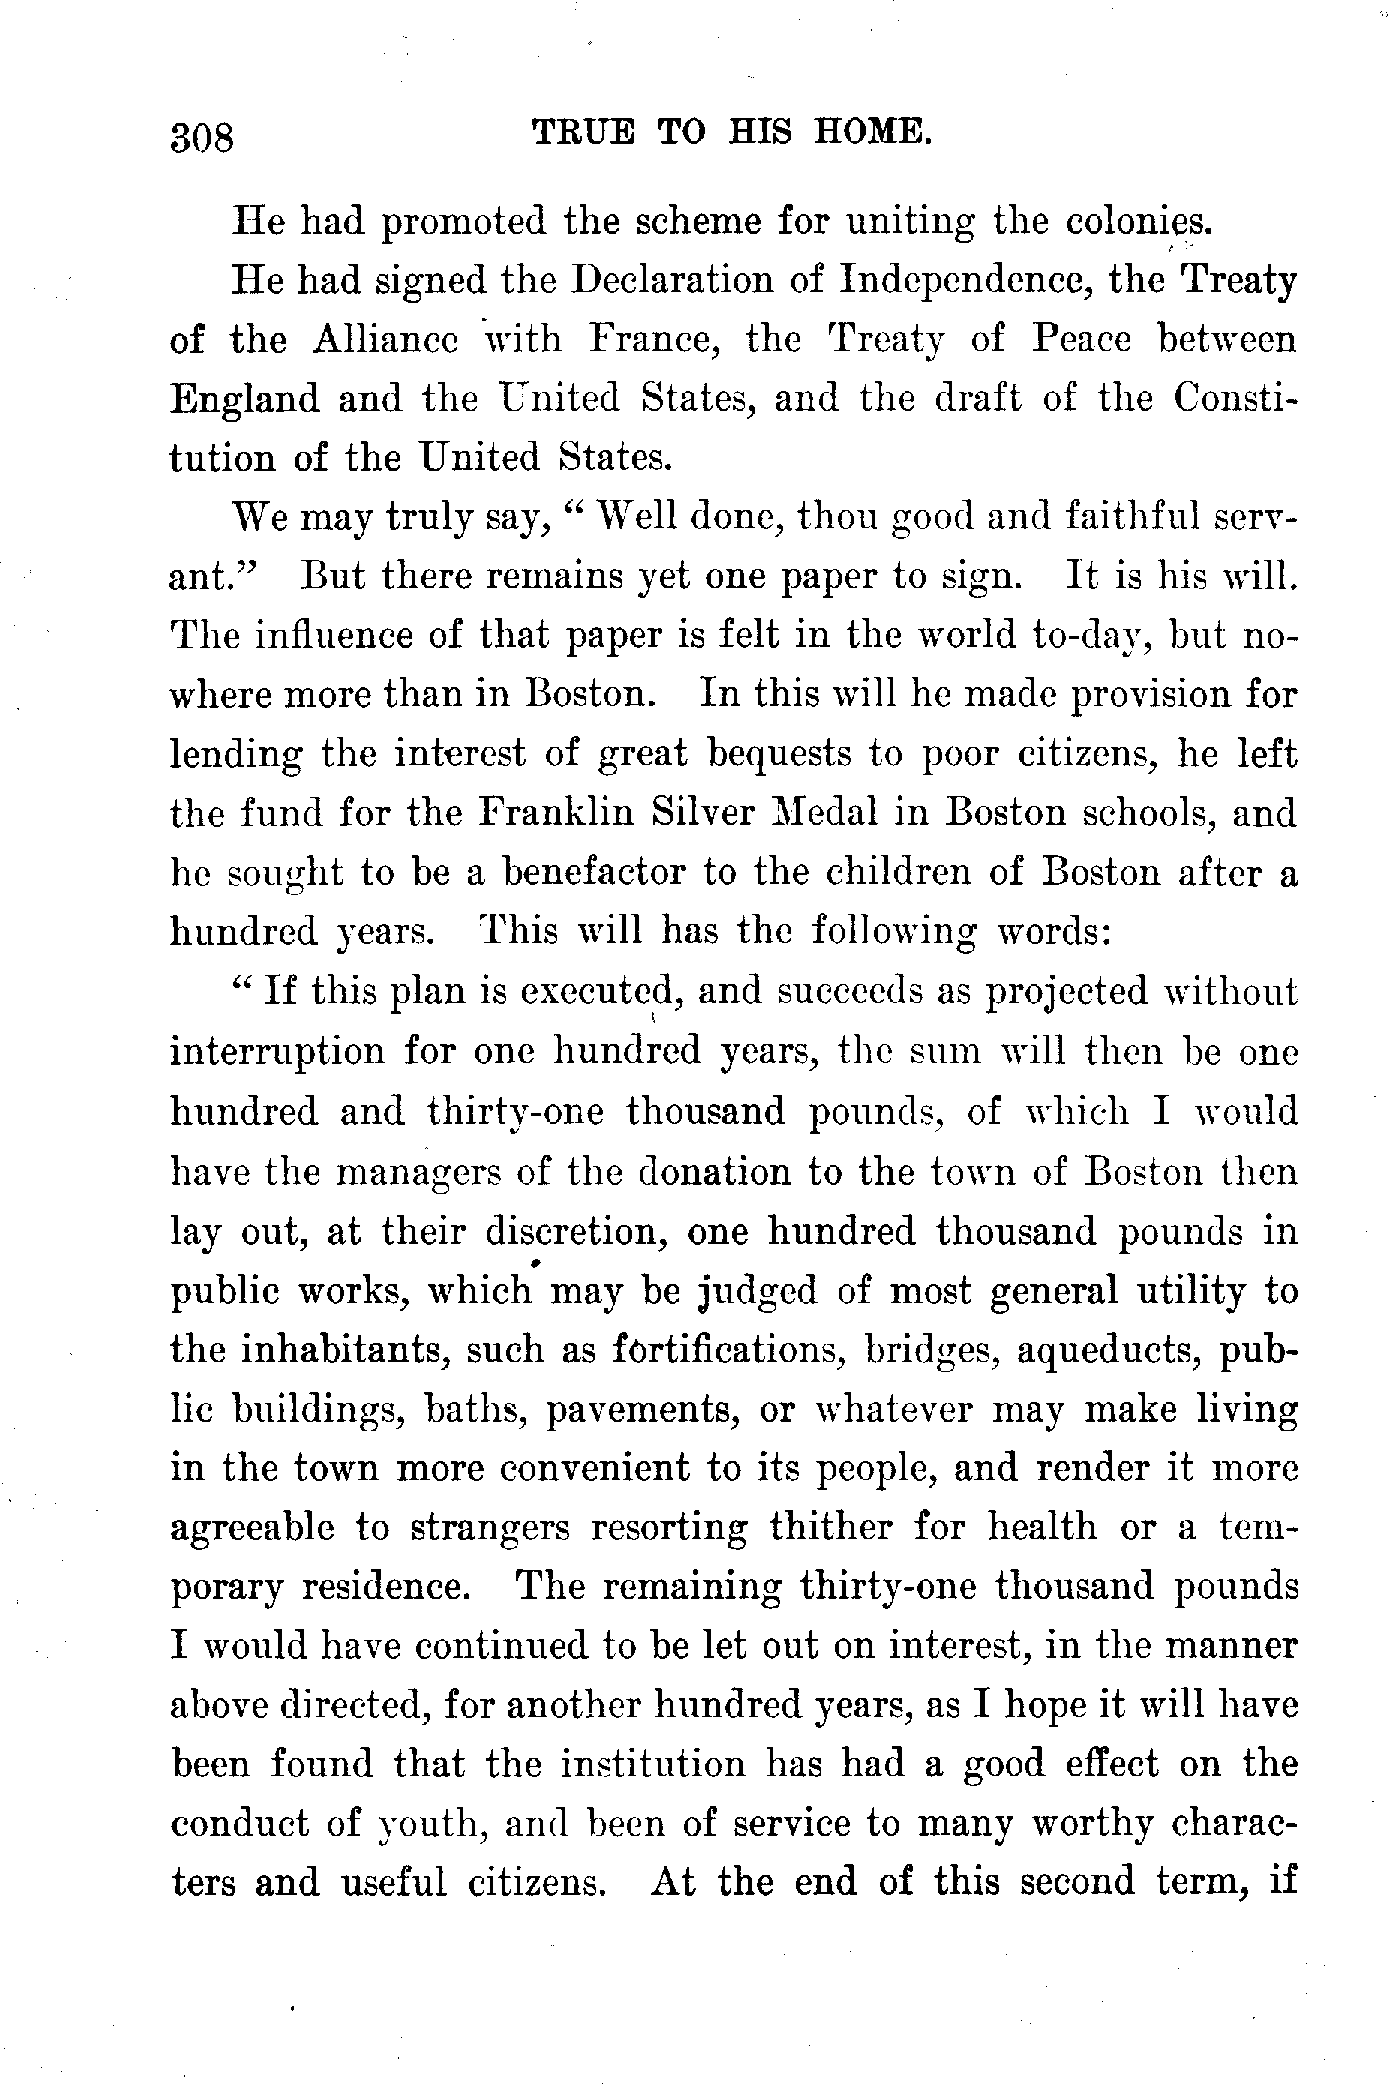 308 TRUE TO HIS HOME.
He had promoted the scheme for uniting the colonies.
He had signed the Declaration of Independence, the Treaty
of the Alliance with France, the Treaty of Peace between
England and the United States, and the draft of the Consti-
tution of the United States.
We may truly say, “ Well done, thou good and faithful serv-
ant.” But there remains yet one paper to sign. It is his will.
The influence of that paper is felt in the world to-day, but no-
where more than in Boston. In this will he made provision for
lending the interest of great bequests to poor citizens, he left
the fund for the Franklin Silver Medal in Boston schools, and
he sought to be a benefactor to the children of Boston after a
hundred years. This will has the following words:
“ If this plan is executed, and succeeds as projected without
interruption for one hundred years, the sum will then be one
hundred and thirty-one thousand pounds, of which I would
have the managers of the donation to the town of Boston then
lay out, at their discretion, one hundred thousand pounds in
public works, which may be judged of most general utility to
the inhabitants, such as fortifications, bridges, aqueducts, pub-
lic buildings, baths, pavements, or whatever may make living
in the town more convenient to its people, and render it more
agreeable to strangers resorting thither for health or a tem-
porary residence. The remaining thirty-one thousand pounds
I would have continued to be let out on interest, in the manner
above directed, for another hundred years, as I hope it will have
been found that the institution has had a good effect on the
conduct of youth, and been of service to many worthy charac-
ters and useful citizens. At the end of this second term, if